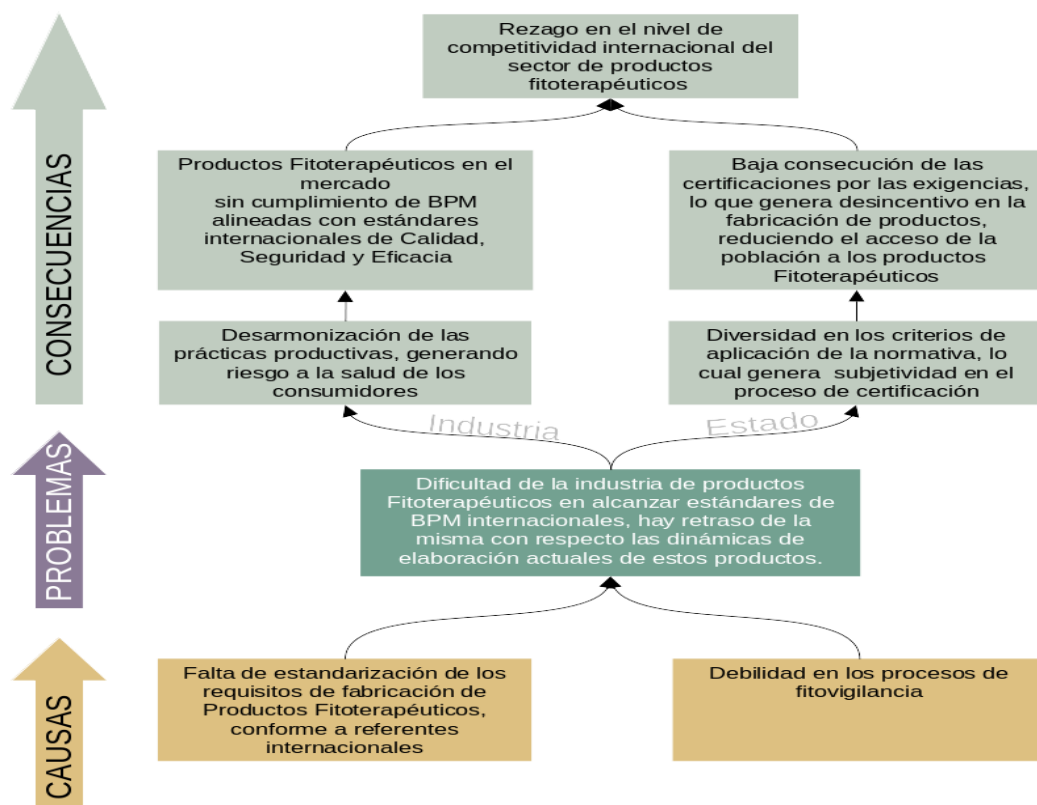 Rezago en el nivel de
competitividad internacional del
sector de productos
fitoterapéuticos
CONSECUENCIAS
Productos Fitoterapéuticos en el
mercado
sin cumplimiento de BPM
alineadas con estándares
internacionales de Calidad,
Seguridad y Eficacia
Baja consecución de las
certificaciones por las exigencias,
lo que genera desincentivo en la
fabricación de productos,
reduciendo el acceso de la
población a los productos
Fitoterapéuticos
Desarmonización de las
prácticas productivas, generando
riesgo a la salud de los
consumidores
Diversidad en los criterios de
aplicación de la normativa, lo
cual genera  subjetividad en el
proceso de certificación
Industria
Estado
PROBLEMAS
Dificultad de la industria de productos
Fitoterapéuticos en alcanzar estándares de
BPM internacionales, hay retraso de la
misma con respecto las dinámicas de
elaboración actuales de estos productos.
CAUSAS
Falta de estandarización de los
requisitos de fabricación de
Productos Fitoterapéuticos,
conforme a referentes
internacionales
Debilidad en los procesos de
fitovigilancia